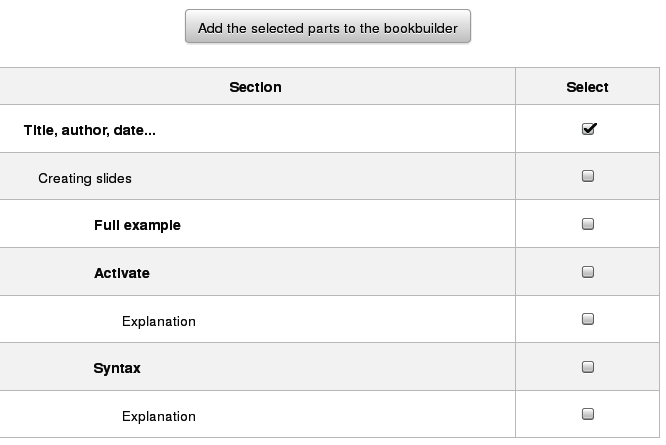 Add the selected parts to the bookbuilder
Section Select
Title, author, date...
Creating slides
Full example
Activate
Explanation
Syntax
Explanation